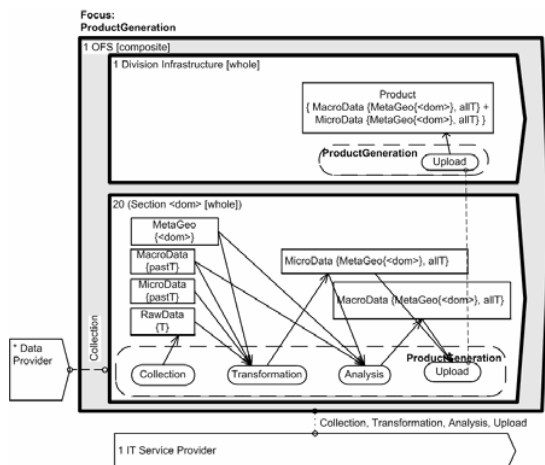 Focus:
ProductGeneration
1 OFS [composite]
1 Division Infrastructure [whole]
Product
{ MacroData {MetaGeo{<dom>}, allT} +
MicroData {MetaGeo{<dom>}, allT} }
ProductGeneration
Upload
20 (Section <dom> [whole])
MetaGeo
{<dom>}
MacroData
{pastT}
MicroData
{pastT}
RawData
{T}
MicroData {MetaGeo{<dom>}, allT}
MacroData {MetaGeo{<dom>}, allT}
ProductGeneration
Collection
Transformation
Analysis
Upload
* Data
Provider
Collection
Collection, Transformation, Analysis, Upload
1 IT Service Provider